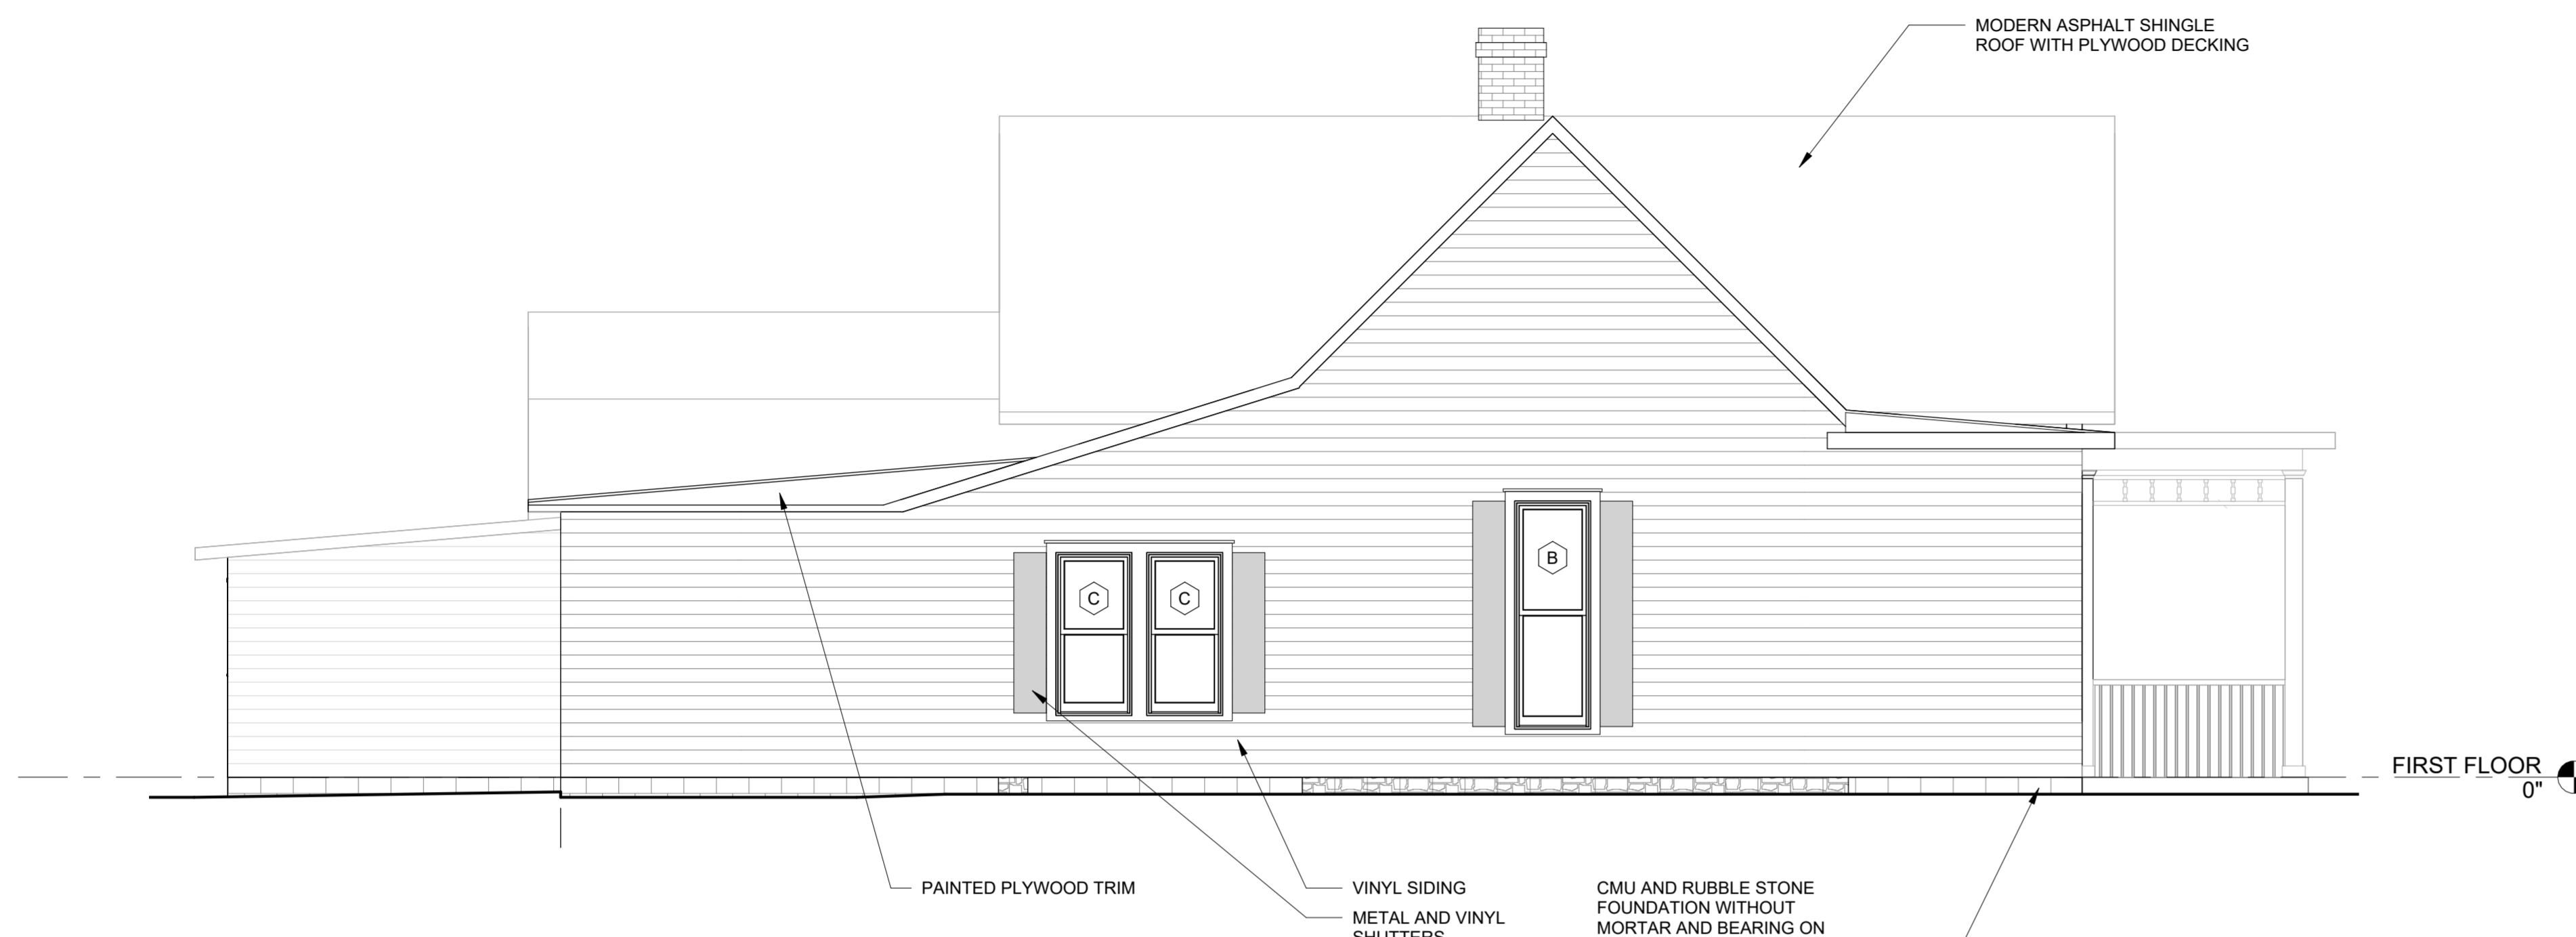 MODERN ASPHALT SHINGLE
ROOF WITH PLYWOOD DECKING
B
C C
FIRST FLOOR
0"
PAINTED PLYWOOD TRIM
VINYL SIDING
METAL AND VINYL
SHUTTERS
CMU AND RUBBLE STONE
FOUNDATION WITHOUT
MORTAR AND BEARING ON